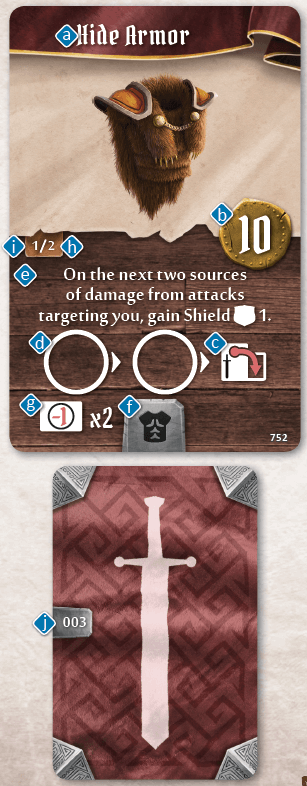 a Hide Armor
b
10
i 1/2 h
e On the next two sources
of damage from attacks
targeting you, gain Shield 1.
d c
g f
-1 x2
752
j 003